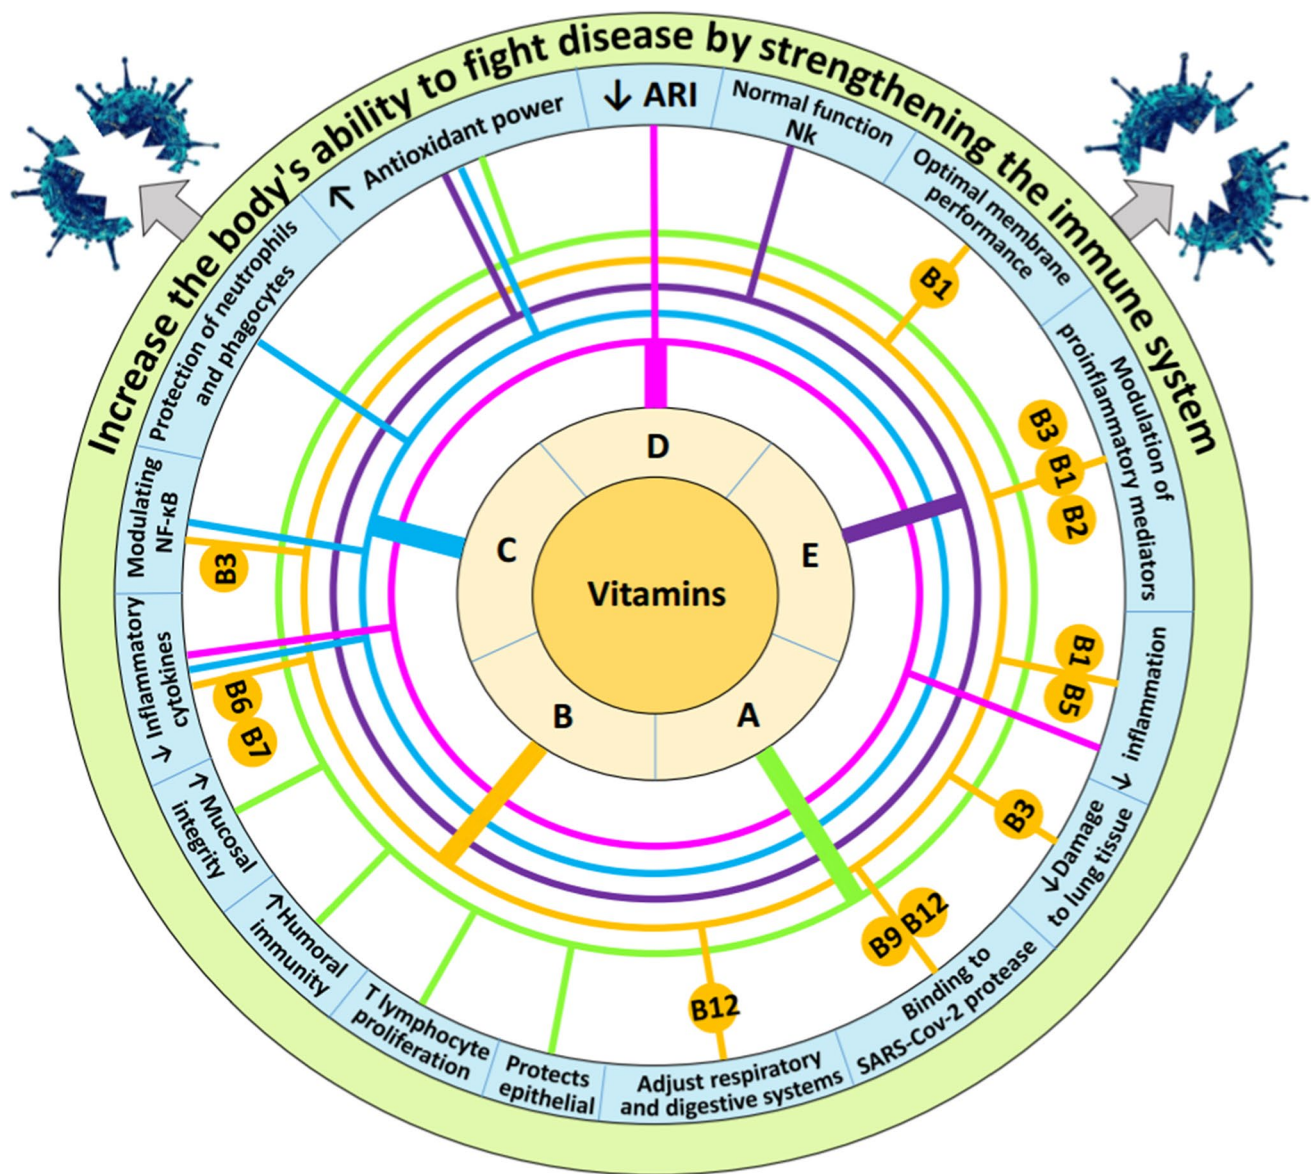 Increase the body's ability to fight disease by strengthening the immune system
↓ ARI
Normal function
Nk
Optimal membrane
performance
Modulation of
proinflammatory mediators
↓ inflammation
↓Damage
to lung tissue
Binding to
SARS-Cov-2 protease
Adjust respiratory
and digestive systems
Protects
epithelial
T lymphocyte
proliferation
↑Humoral
immunity
↑ Mucosal
integrity
↓ Inflammatory
cytokines
Modulating
NF-κB
Protection of neutrophils
and phagocytes
↑ Antioxidant power
B1
B3
B1
B2
B1
B5
B3
B12
B9
B12
B7
B6
B3
D
E
A
B
C
Vitamins